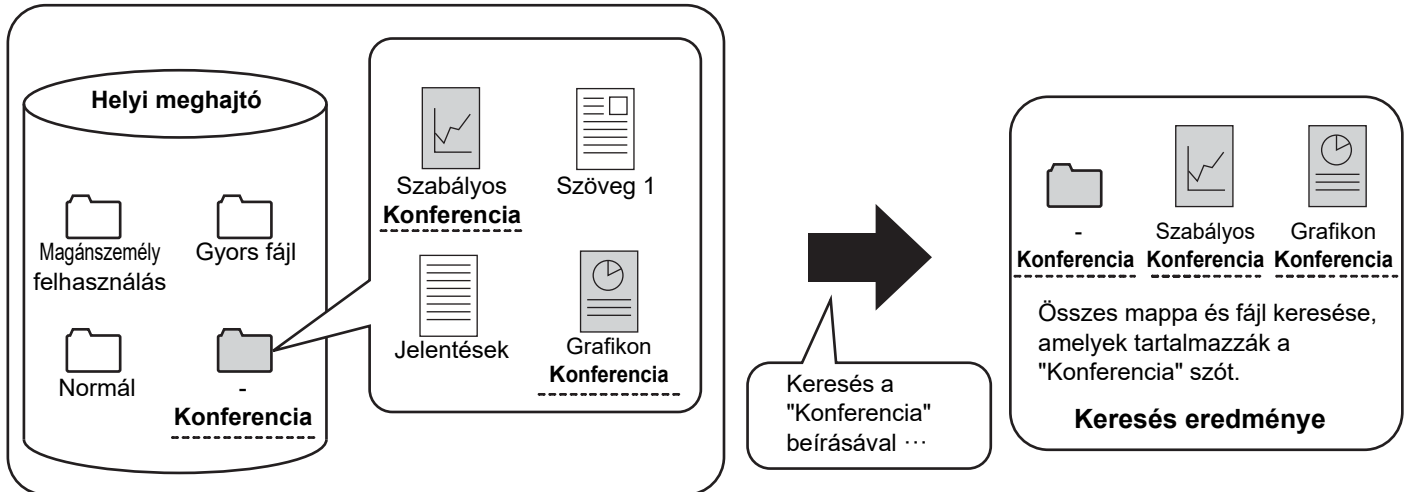 Helyi meghajtó
Magánszemély
felhasználás
Gyors fájl
Normál
-
Konferencia
Szabályos
Konferencia
Szöveg 1
Jelentések
Grafikon
Konferencia
Keresés a
"Konferencia"
beírásával ···
-
Konferencia
Szabályos
Konferencia
Grafikon
Konferencia
Összes mappa és fájl keresése,
amelyek tartalmazzák a
"Konferencia" szót.
Keresés eredménye